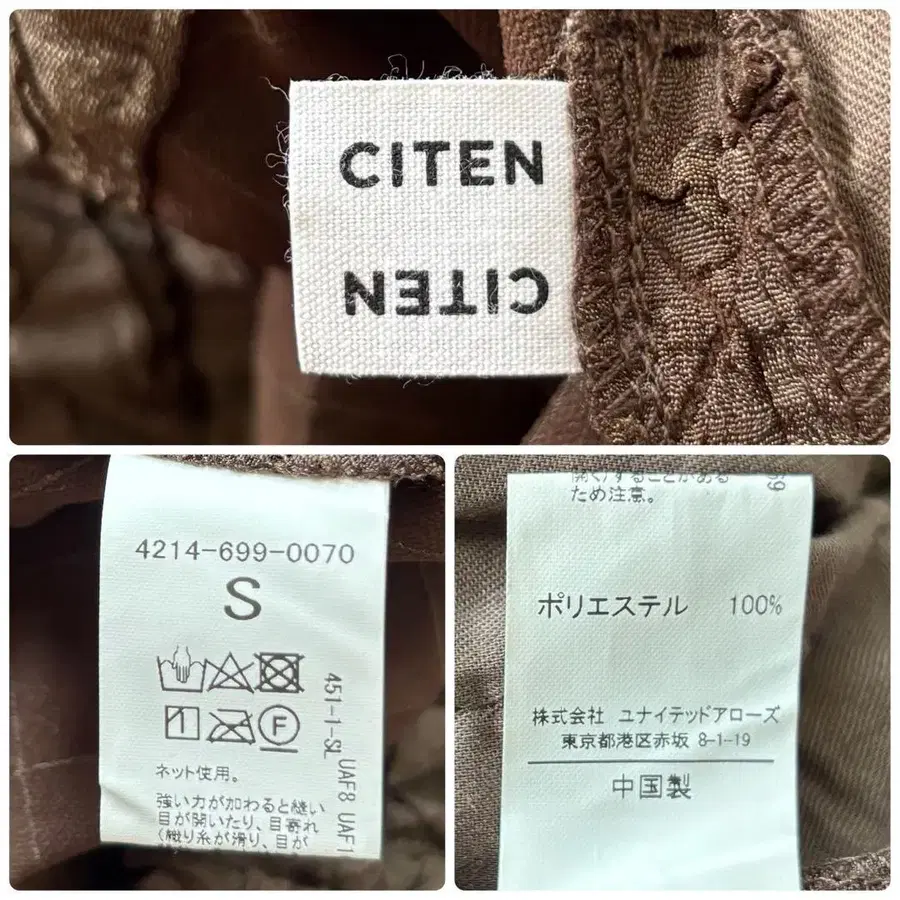 CITEN
CITEN
4214-699-0070
S
F
451-1-SL UAF8 UAF1
ネット使用。
強い力が加わると縫い
目が開いたり、目寄れ
(織り糸が滑り、目が
開く)することがある
ため注意。
ポリエステル 100%
株式会社 ユナイテッドアローズ
東京都港区赤坂 8-1-19
中国製